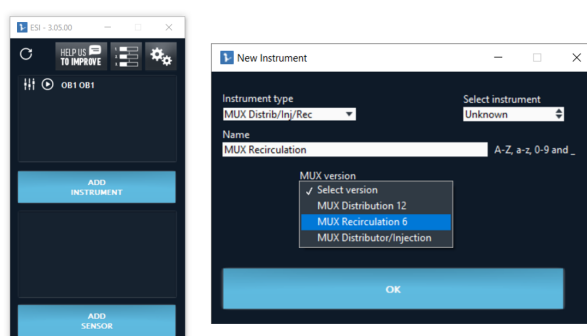 ESI - 3.05.00
HELP US
TO IMPROVE
OB1 OB1
ADD
INSTRUMENT
ADD
SENSOR
New Instrument
Instrument type
Select instrument
MUX Distrib/Inj/Rec
Unknown
Name
MUX Recirculation
A-Z, a-z, 0-9 and _
MUX version
✓ Select version
MUX Distribution 12
MUX Recirculation 6
MUX Distributor/Injection
OK